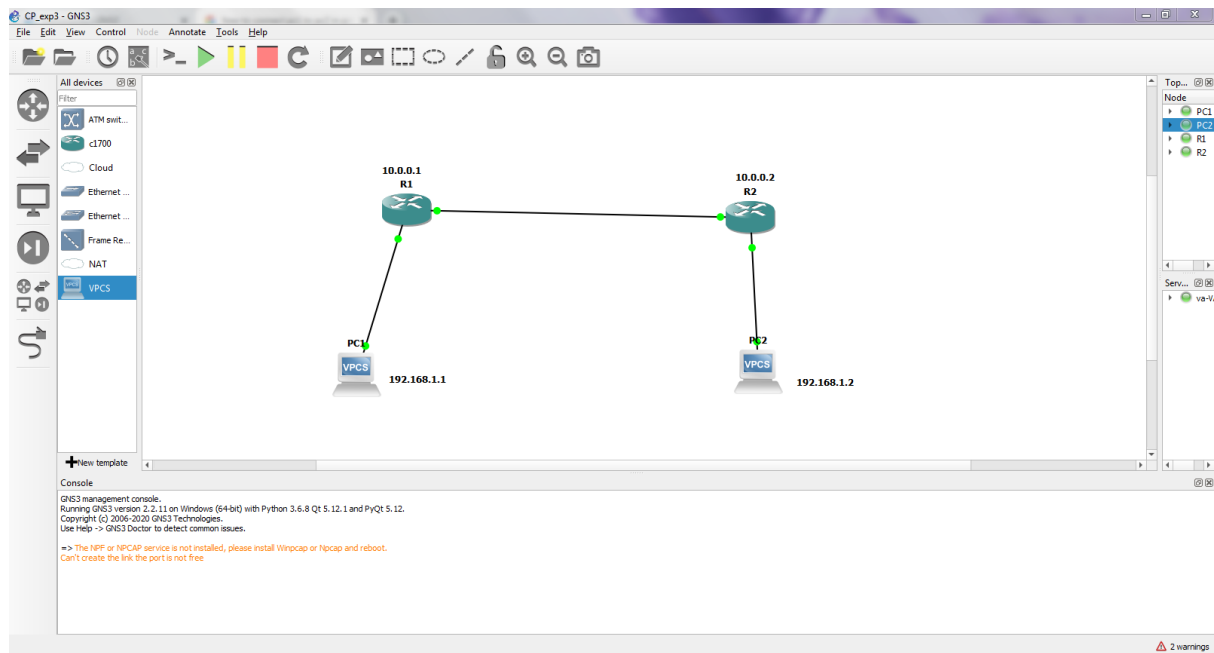 CP_exp3 - GNS3
File Edit View Control Node Annotate Tools Help
All devices
Filter
ATM swit...
c1700
Cloud
Ethernet ...
Ethernet ...
Frame Re...
NAT
VPCS
New template
10.0.0.1
R1
10.0.0.2
R2
PC1
VPCS
192.168.1.1
PC2
VPCS
192.168.1.2
Top...
Node
PC1
PC2
R1
R2
Serv...
va-V
Console
GNS3 management console.
Running GNS3 version 2.2.11 on Windows (64-bit) with Python 3.6.8 Qt 5.12.1 and PyQt 5.12.
Copyright (c) 2006-2020 GNS3 Technologies.
Use Help -> GNS3 Doctor to detect common issues.
=> The NPF or NPCAP service is not installed, please install Winpcap or Npcap and reboot.
Can't create the link the port is not free
2 warnings